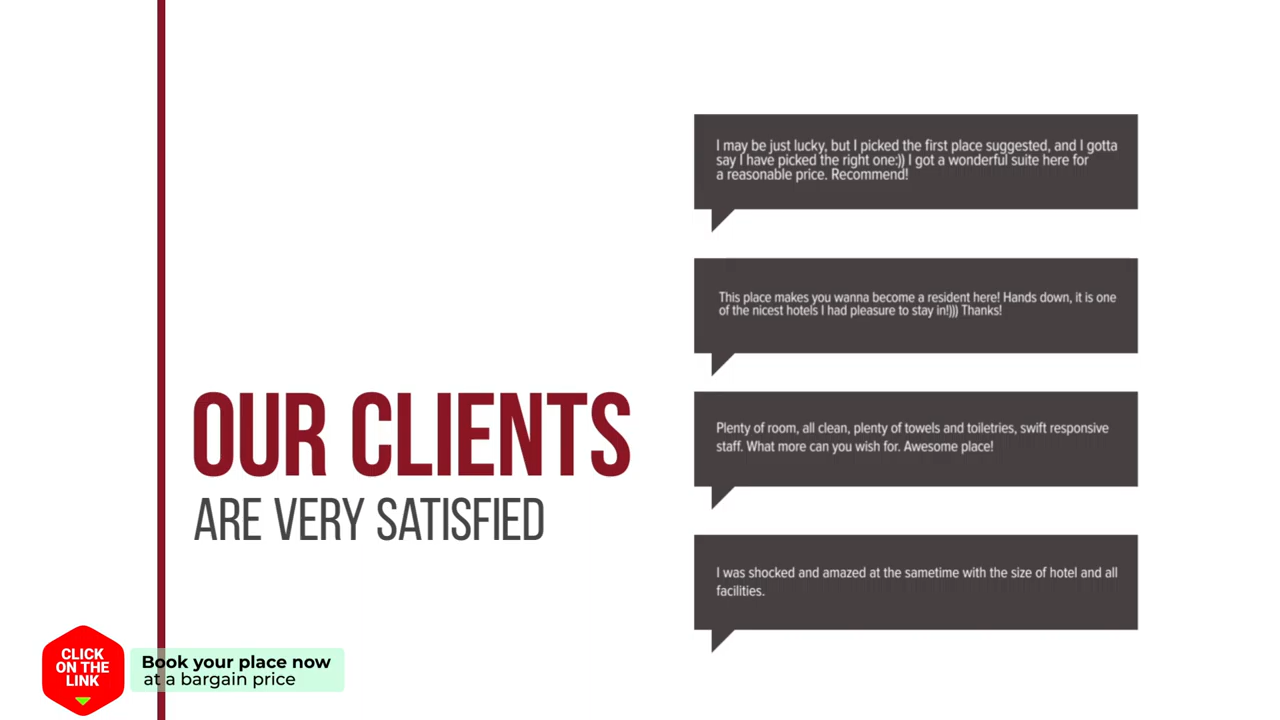 I may be just lucky, but I picked the first place suggested, and I gotta
say I have picked the right one:)) I got a wonderful suite here for
a reasonable price. Recommend!
This place makes you wanna become a resident here! Hands down, it is one
of the nicest hotels I had pleasure to stay in!))) Thanks!
OUR CLIENTS
ARE VERY SATISFIED
Plenty of room, all clean, plenty of towels and toiletries, swift responsive
staff. What more can you wish for. Awesome place!
I was shocked and amazed at the sametime with the size of hotel and all
facilities.
CLICK
ON THE
LINK
Book your place now
at a bargain price